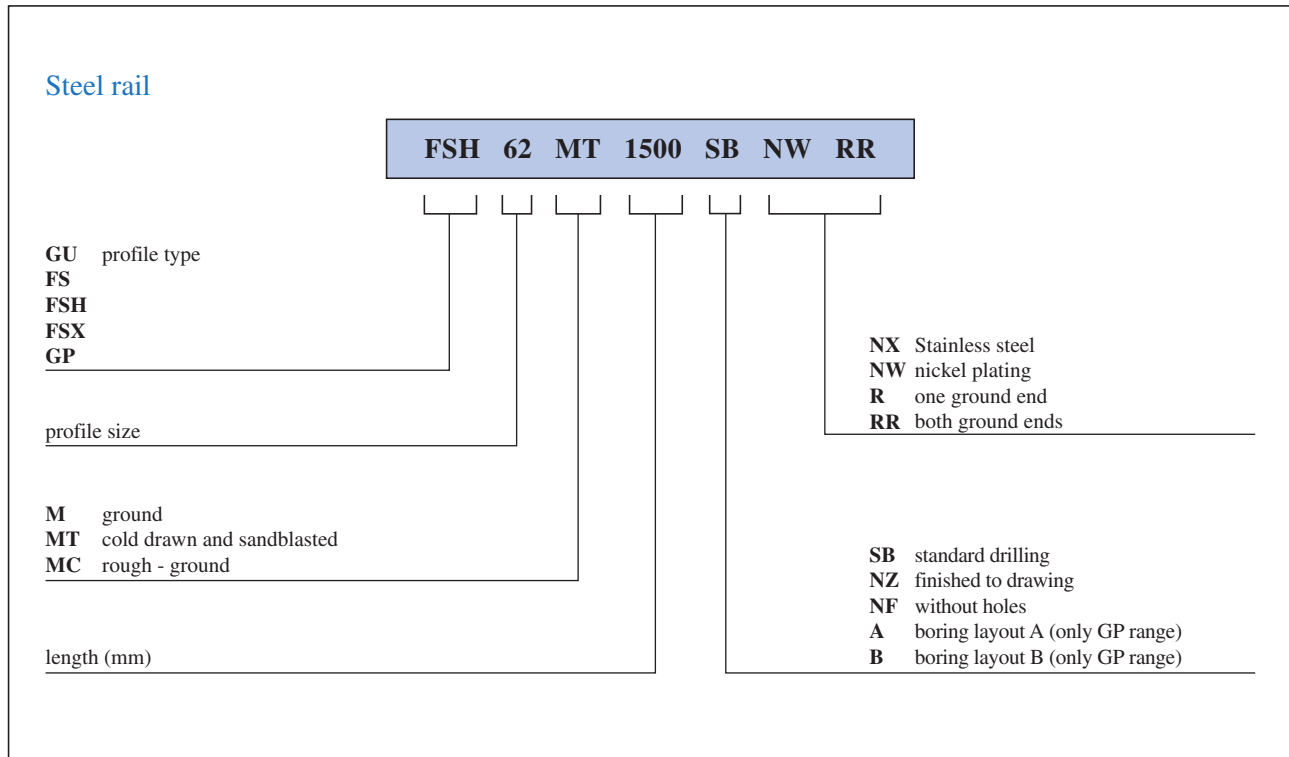 Steel rail
FSH 62 MT 1500 SB NW RR
GU profile type
FS
FSH
FSX
GP
profile size
M ground
MT cold drawn and sandblasted
MC rough - ground
length (mm)
NX Stainless steel
NW nickel plating
R one ground end
RR both ground ends
SB standard drilling
NZ finished to drawing
NF without holes
A boring layout A (only GP range)
B boring layout B (only GP range)